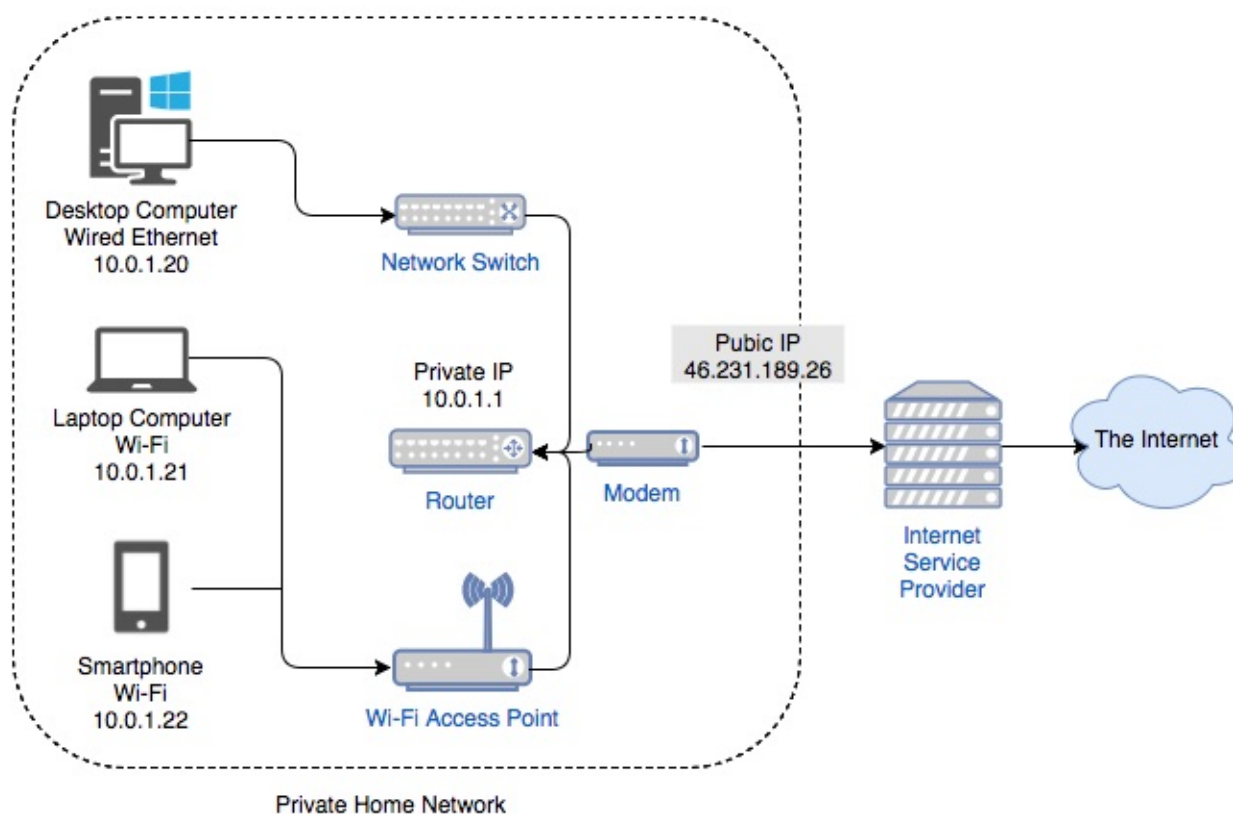 Desktop Computer
Wired Ethernet
10.0.1.20
Network Switch
Laptop Computer
Wi-Fi
10.0.1.21
Private IP
10.0.1.1
Router
Modem
Pubic IP
46.231.189.26
Internet
Service
Provider
The Internet
Smartphone
Wi-Fi
10.0.1.22
Wi-Fi Access Point
Private Home Network